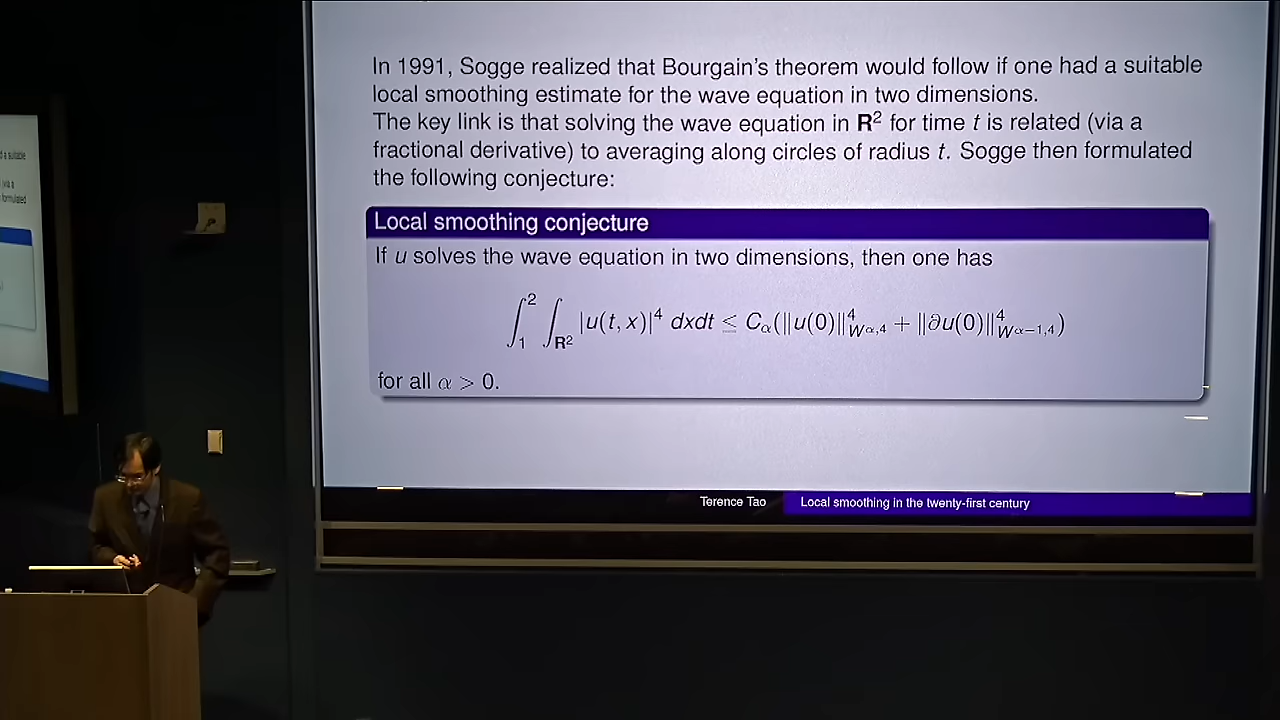 In 1991, Sogge realized that Bourgain's theorem would follow if one had a suitable
local smoothing estimate for the wave equation in two dimensions.
The key link is that solving the wave equation in R² for time t is related (via a
fractional derivative) to averaging along circles of radius t. Sogge then formulated
the following conjecture:
Local smoothing conjecture
If u solves the wave equation in two dimensions, then one has
∫₁² ∫_R² |u(t, x)|⁴ dxdt ≤ C_α(‖u(0)‖⁴_{W^{α,4}} + ‖∂u(0)‖⁴_{W^{α−1,4}})
for all α > 0.
Terence Tao Local smoothing in the twenty-first century